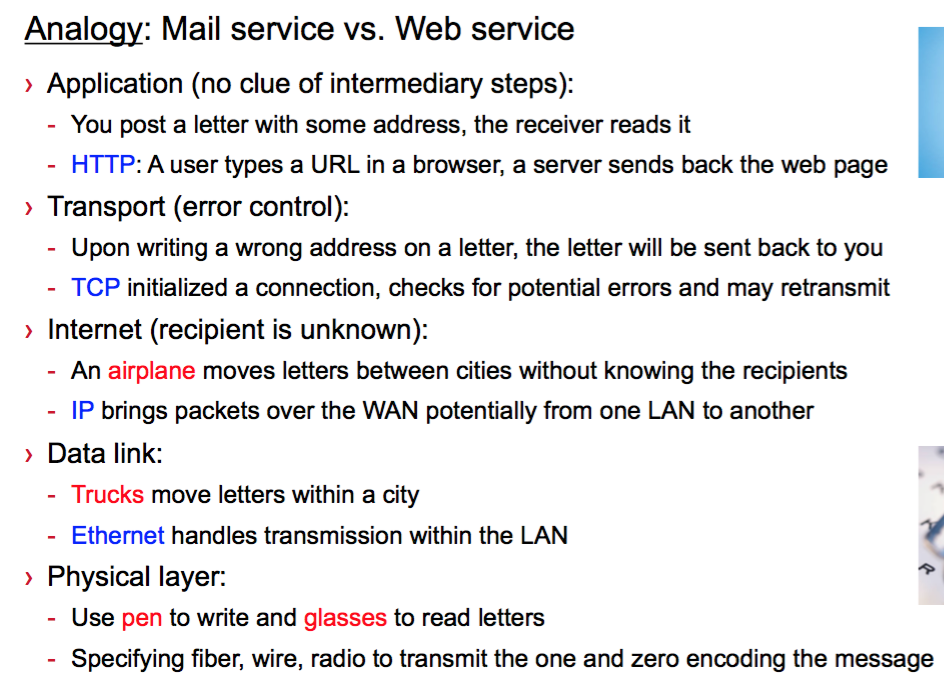 Analogy: Mail service vs. Web service
› Application (no clue of intermediary steps):
- You post a letter with some address, the receiver reads it
- HTTP: A user types a URL in a browser, a server sends back the web page
› Transport (error control):
- Upon writing a wrong address on a letter, the letter will be sent back to you
- TCP initialized a connection, checks for potential errors and may retransmit
› Internet (recipient is unknown):
- An airplane moves letters between cities without knowing the recipients
- IP brings packets over the WAN potentially from one LAN to another
› Data link:
- Trucks move letters within a city
- Ethernet handles transmission within the LAN
› Physical layer:
- Use pen to write and glasses to read letters
- Specifying fiber, wire, radio to transmit the one and zero encoding the message
R